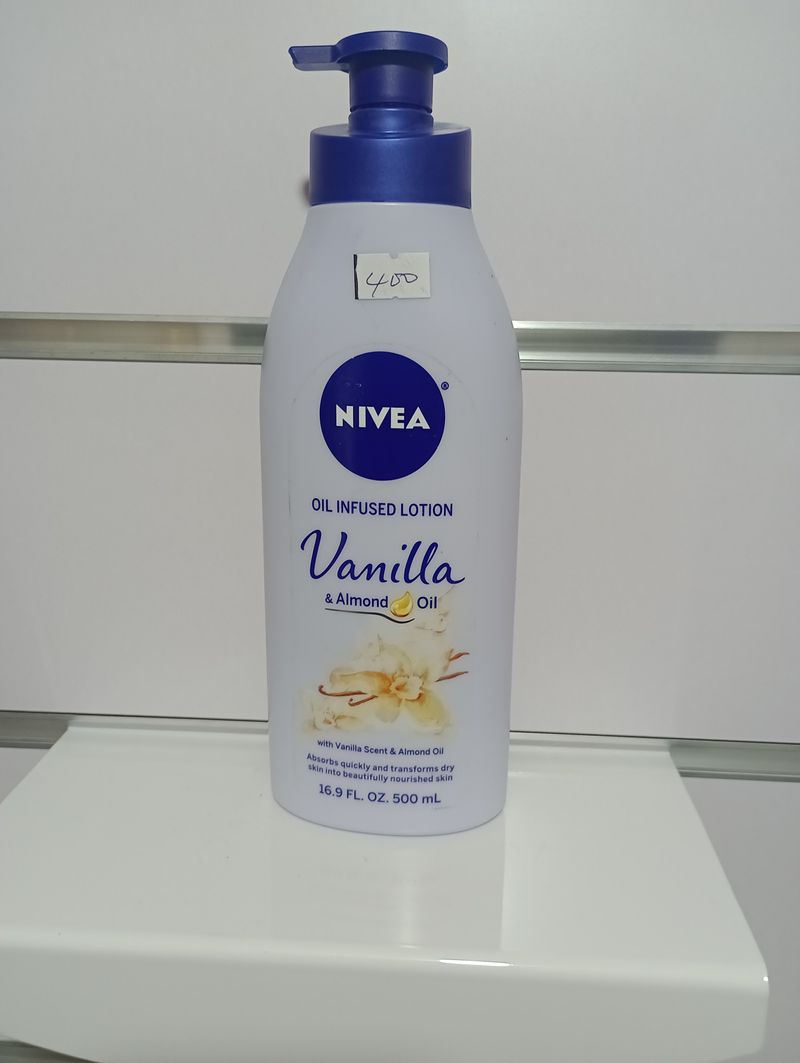 400
NIVEA®
OIL INFUSED LOTION
Vanilla
& Almond Oil
with Vanilla Scent & Almond Oil
Absorbs quickly and transforms dry
skin into beautifully nourished skin
16.9 FL. OZ. 500 mL